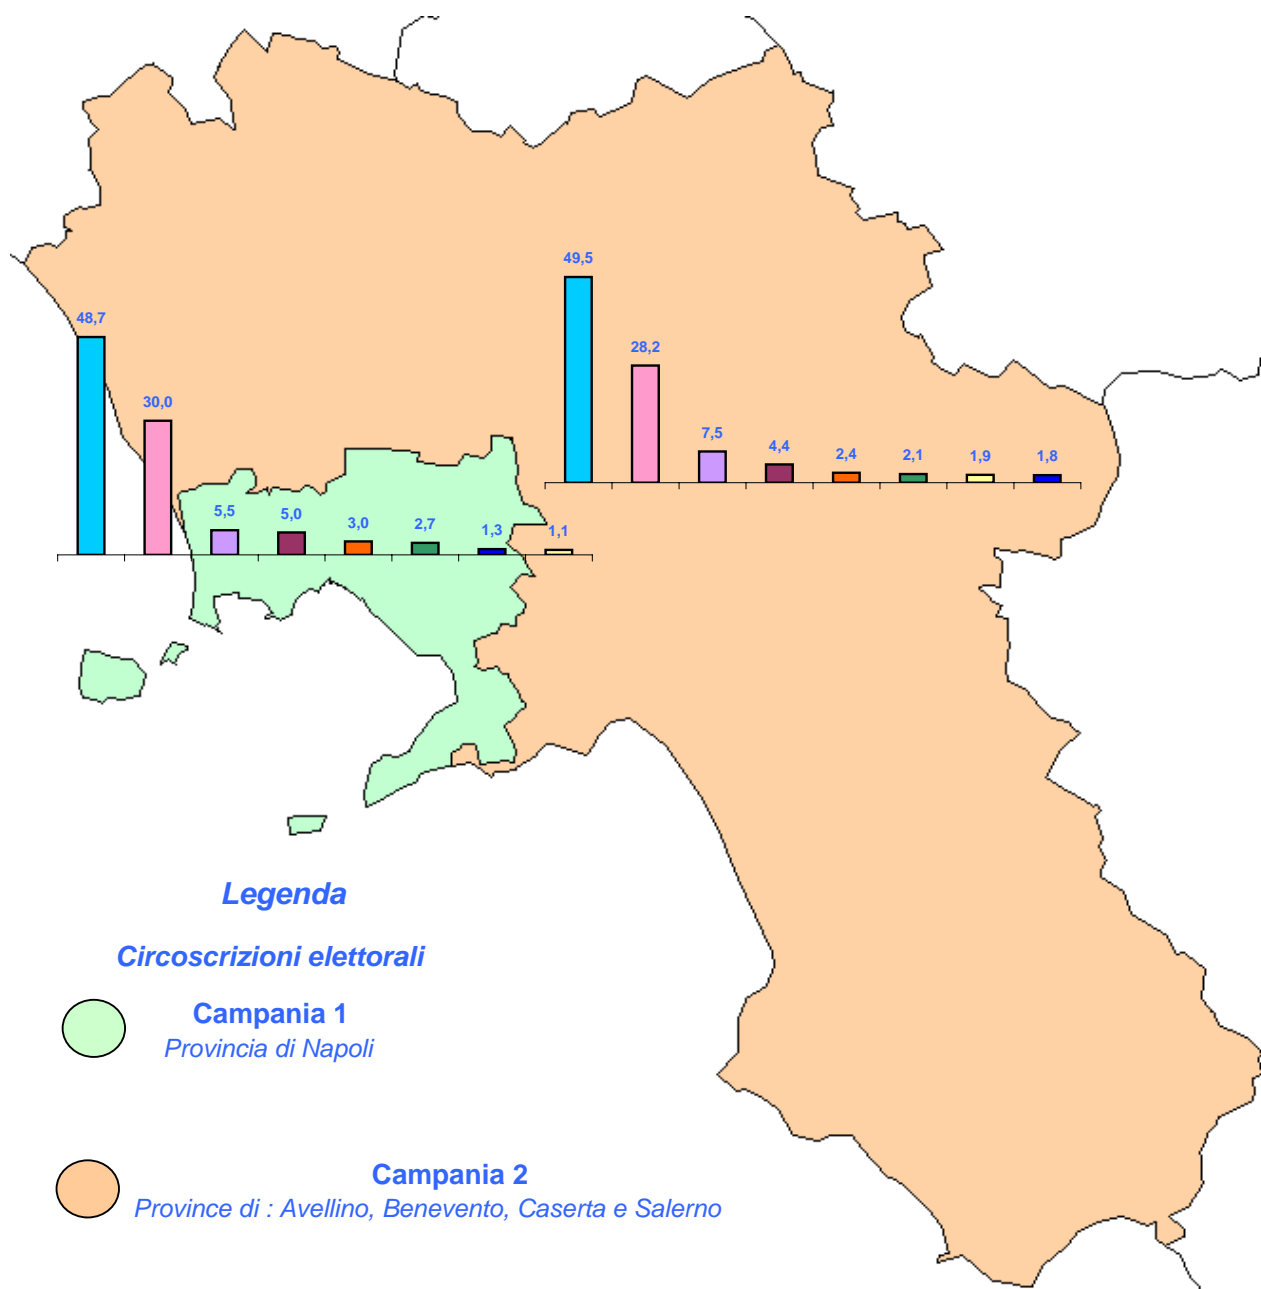 49,5
28,2
7,5
4,4
2,4
2,1
1,9
1,8
48,7
30,0
5,5
5,0
3,0
2,7
1,3
1,1
Legenda
Circoscrizioni elettorali
Campania 1
Provincia di Napoli
Campania 2
Province di : Avellino, Benevento, Caserta e Salerno